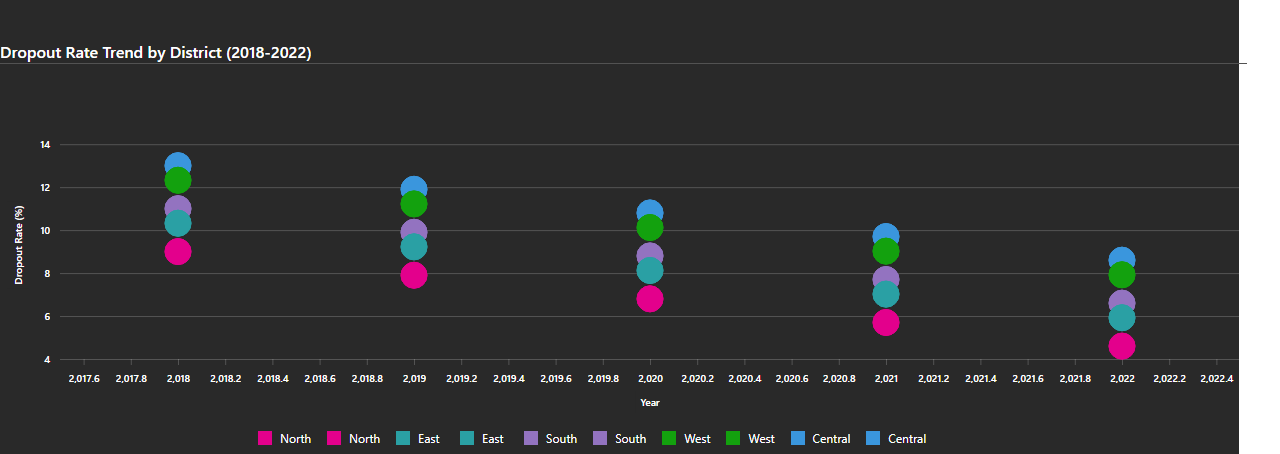 Dropout Rate Trend by District (2018-2022)
14
12
10
8
6
4
Dropout Rate (%)
2,017.6 2,017.8 2,018 2,018.2 2,018.4 2,018.6 2,018.8 2,019 2,019.2 2,019.4 2,019.6 2,019.8 2,020 2,020.2 2,020.4 2,020.6 2,020.8 2,021 2,021.2 2,021.4 2,021.6 2,021.8 2,022 2,022.2 2,022.4
Year
North North East East South South West West Central Central